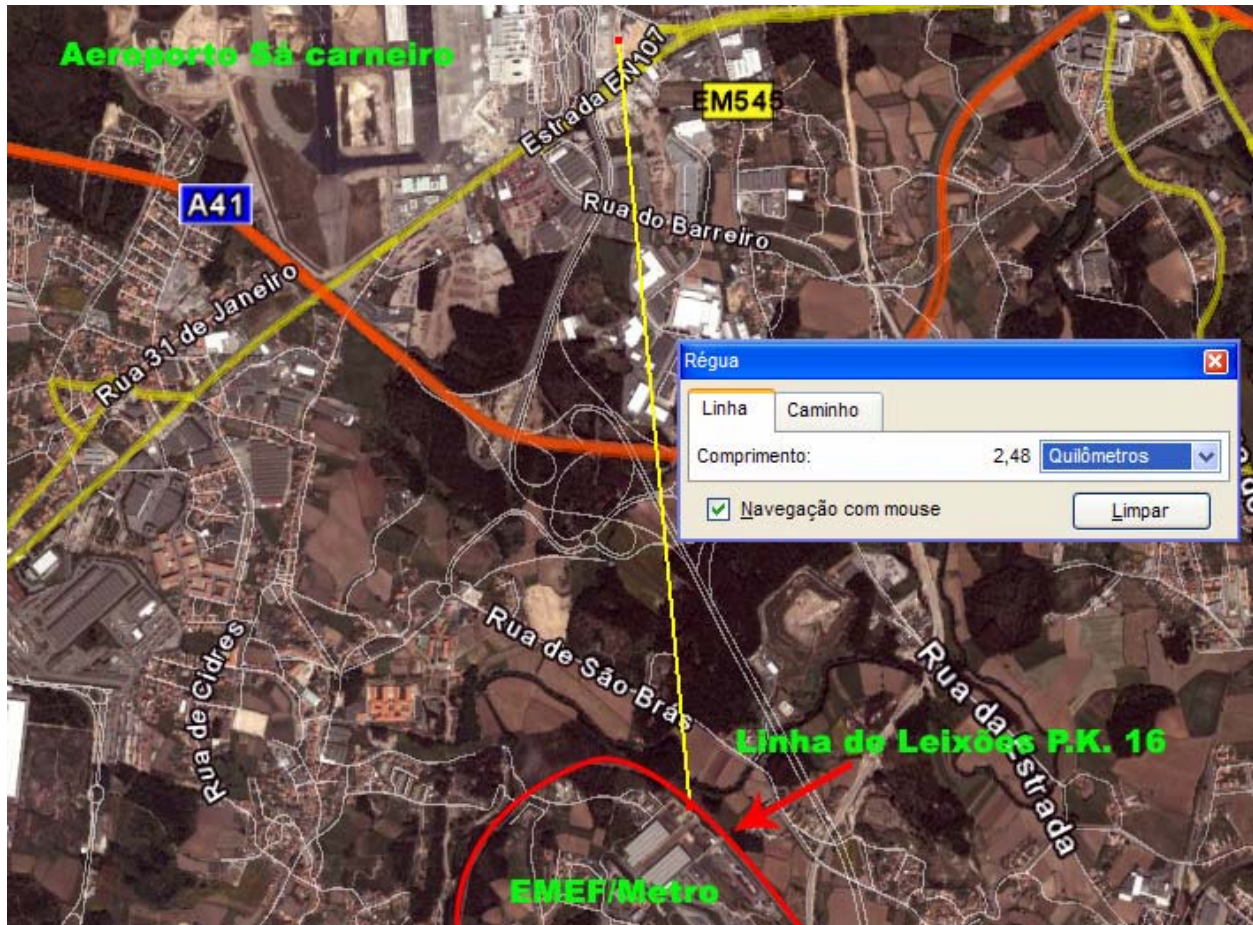 Aeroporto Sà carneiro
Estrada EN107
EM545
A41
Rua do Barreiro
Rua 31 de Janeiro
Régua
Linha
Caminho
Comprimento:
2,48
Quilômetros
Navegação com mouse
Limpar
Rua de Cidres
Rua de São Brás
Rua da Estrada
Linha de Leixões P.K. 16
EMEF/Metro